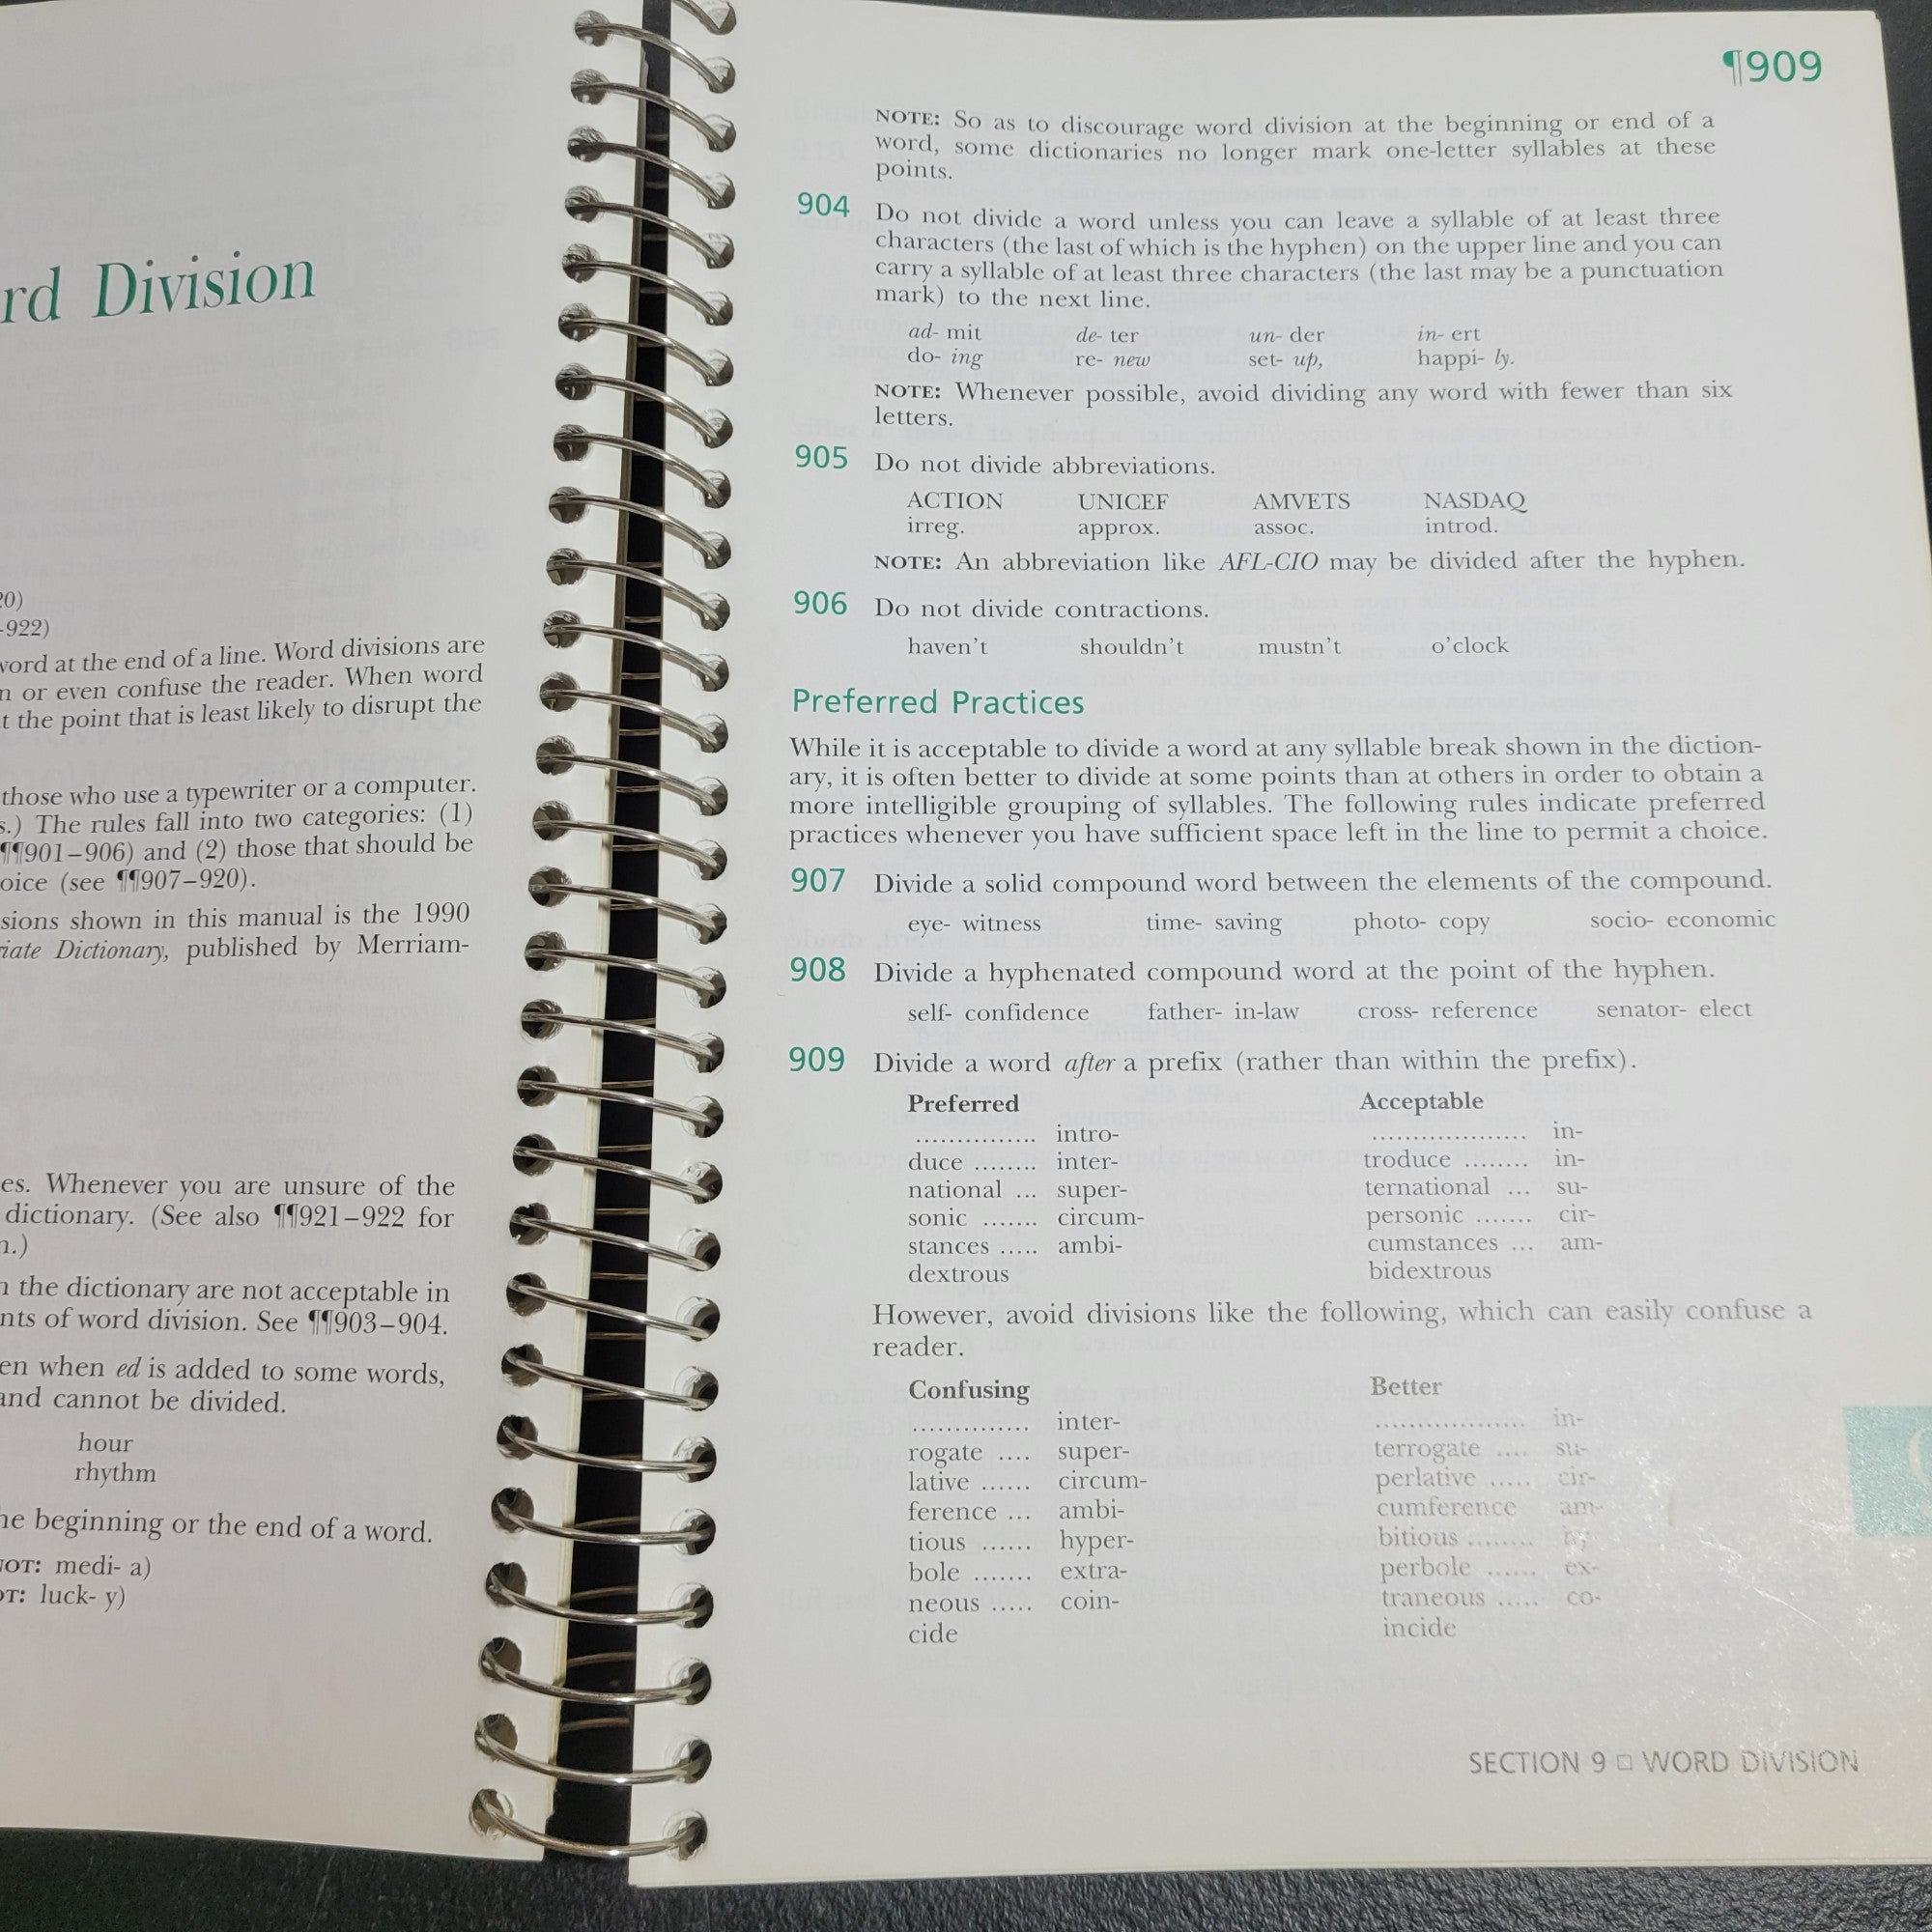 rd Division
20)
-922)
word at the end of a line. Word divisions are
n or even confuse the reader. When word
t the point that is least likely to disrupt the
those who use a typewriter or a computer.
s.) The rules fall into two categories: (1)
¶¶901–906) and (2) those that should be
oice (see ¶¶907–920).
sions shown in this manual is the 1990
iate Dictionary, published by Merriam-
es. Whenever you are unsure of the
dictionary. (See also ¶¶921–922 for
n.)
n the dictionary are not acceptable in
nts of word division. See ¶¶903–904.
en when ed is added to some words,
and cannot be divided.
hour
rhythm
he beginning or the end of a word.
NOT: medi- a)
OT: luck- y)
¶909
NOTE: So as to discourage word division at the beginning or end of a
word, some dictionaries no longer mark one-letter syllables at these
points.
904 Do not divide a word unless you can leave a syllable of at least three
characters (the last of which is the hyphen) on the upper line and you can
carry a syllable of at least three characters (the last may be a punctuation
mark) to the next line.
ad- mit de- ter un- der in- ert
do- ing re- new set- up, happi- ly.
NOTE: Whenever possible, avoid dividing any word with fewer than six
letters.
905 Do not divide abbreviations.
ACTION UNICEF AMVETS NASDAQ
irreg. approx. assoc. introd.
NOTE: An abbreviation like AFL-CIO may be divided after the hyphen.
906 Do not divide contractions.
haven't shouldn't mustn't o'clock
Preferred Practices
While it is acceptable to divide a word at any syllable break shown in the diction-
ary, it is often better to divide at some points than at others in order to obtain a
more intelligible grouping of syllables. The following rules indicate preferred
practices whenever you have sufficient space left in the line to permit a choice.
907 Divide a solid compound word between the elements of the compound.
eye- witness time- saving photo- copy socio- economic
908 Divide a hyphenated compound word at the point of the hyphen.
self- confidence father- in-law cross- reference senator- elect
909 Divide a word after a prefix (rather than within the prefix).
Preferred Acceptable
............... intro- ................... in-
duce ........ inter- troduce ........ in-
national ... super- ternational ... su-
sonic ....... circum- personic ....... cir-
stances ..... ambi- cumstances ... am-
dextrous bidextrous
However, avoid divisions like the following, which can easily confuse a
reader.
Confusing Better
............... inter- ................... in-
rogate .... super- terrogate .... su-
lative ...... circum- perlative ..... cir-
ference ... ambi- cumference am-
tious ...... hyper- bitious ........ hy-
bole ....... extra- perbole ...... ex-
neous ..... coin- traneous ..... co-
cide incide
SECTION 9 □ WORD DIVISION